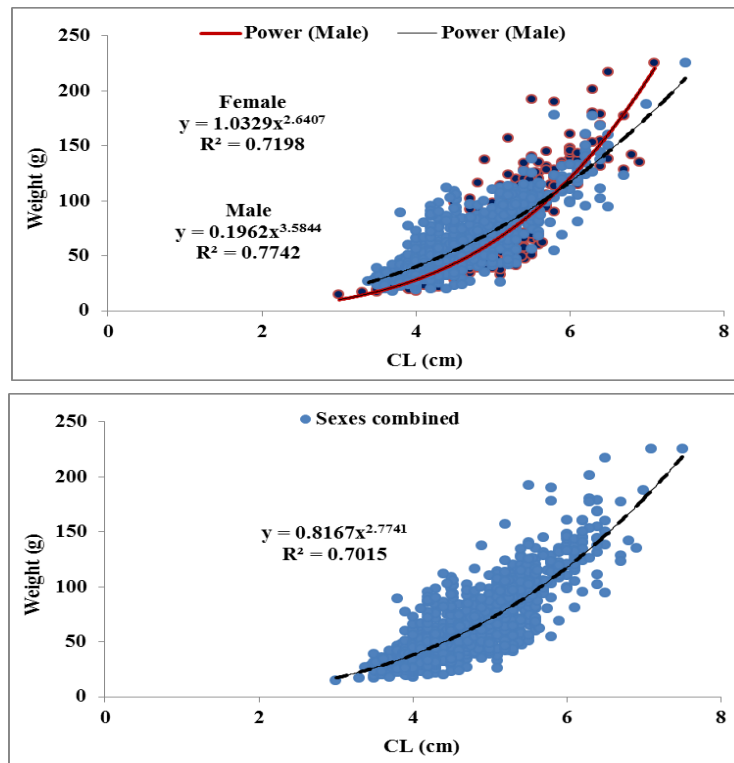 Power (Male) Power (Male)
250
200
150
100
50
0
Weight (g)
Female
y = 1.0329x^2.6407
R² = 0.7198
Male
y = 0.1962x^3.5844
R² = 0.7742
0 2 4 6 8
CL (cm)
Sexes combined
250
200
150
100
50
0
Weight (g)
y = 0.8167x^2.7741
R² = 0.7015
0 2 4 6 8
CL (cm)